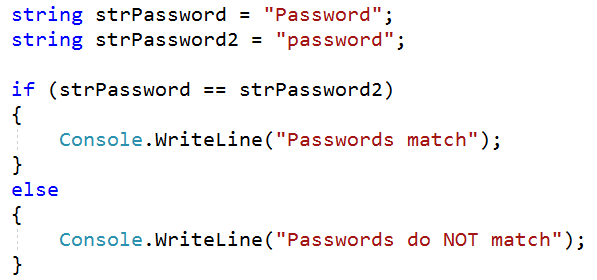 string strPassword = "Password";
string strPassword2 = "password";
if (strPassword == strPassword2)
{
Console.WriteLine("Passwords match");
}
else
{
Console.WriteLine("Passwords do NOT match");
}